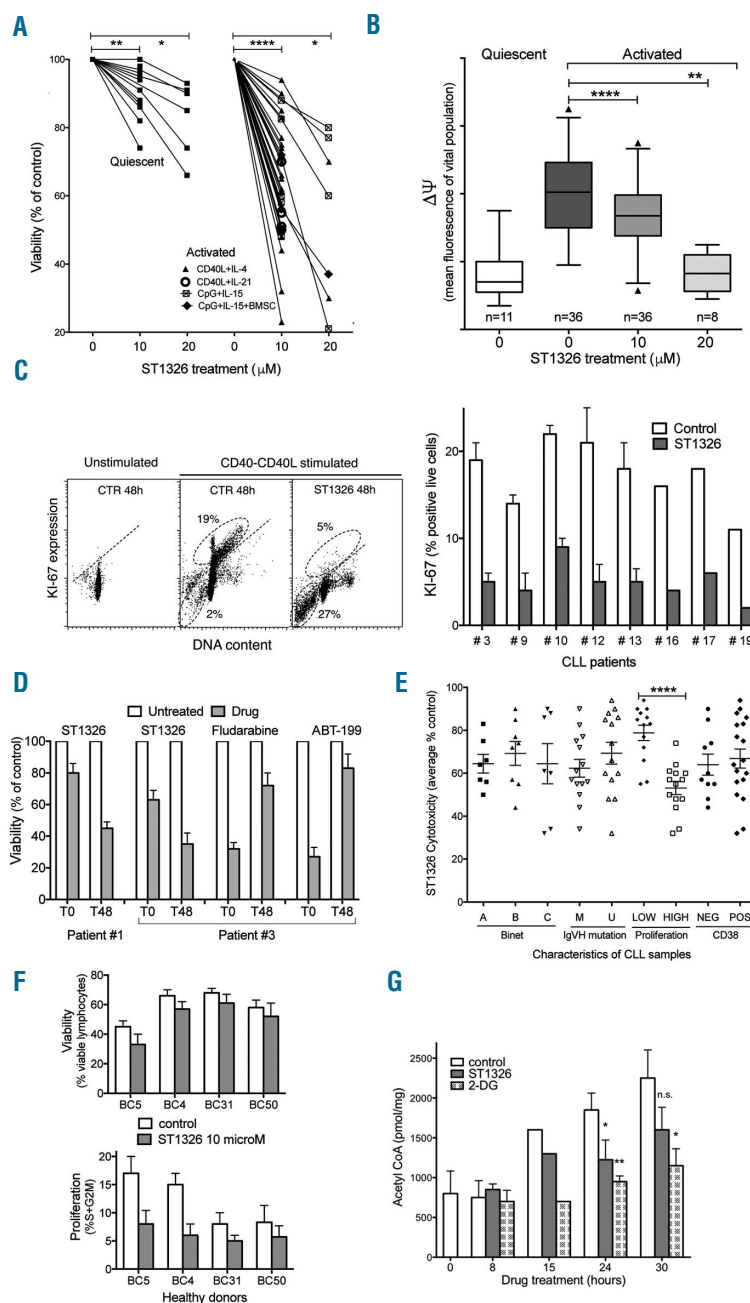 A
** *
**** *
100
80
60
40
20
Viability (% of control)
Quiescent
Activated
CD40L+IL-4
CD40L+IL-21
CpG+IL-15
CpG+IL-15+BMSC
0 10 20 0 10 20
ST1326 treatment (μM)
B
Quiescent Activated
**
****
ΔΨ
(mean fluorescence of vital population)
n=11 n=36 n=36 n=8
0 0 10 20
ST1326 treatment (μM)
C
Unstimulated
CD40-CD40L stimulated
CTR 48h CTR 48h ST1326 48h
19%
5%
2%
27%
KI-67 expression
DNA content
Control
ST1326
20
10
0
KI-67 (% positive live cells)
# 3 # 9 # 10 # 12 # 13 # 16 # 17 # 19
CLL patients
D
Untreated Drug
ST1326 ST1326 Fludarabine ABT-199
100
80
60
40
20
0
Viability (% of control)
T0 T48 T0 T48 T0 T48 T0 T48
Patient #1 Patient #3
E
****
100
80
60
40
20
0
ST1326 Cytotoxicity (average % control)
A B C M U LOW HIGH NEG POS
Binet IgVH mutation Proliferation CD38
Characteristics of CLL samples
F
80
60
40
20
0
Viability
(% viable lymphocytes)
BC5 BC4 BC31 BC50
control
ST1326 10 microM
20
15
10
5
0
Proliferation
(%S+G2M)
BC5 BC4 BC31 BC50
Healthy donors
G
control
ST1326
2-DG
2500
2000
1500
1000
500
0
Acetyl CoA (pmol/mg)
*
**
n.s.
*
0 8 15 24 30
Drug treatment (hours)